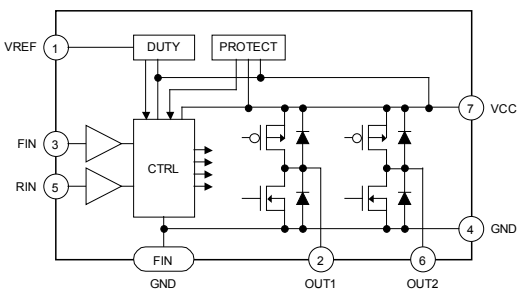 VREF 1 DUTY PROTECT
7 VCC
FIN 3
CTRL
RIN 5
4 GND
FIN 2 6
GND OUT1 OUT2